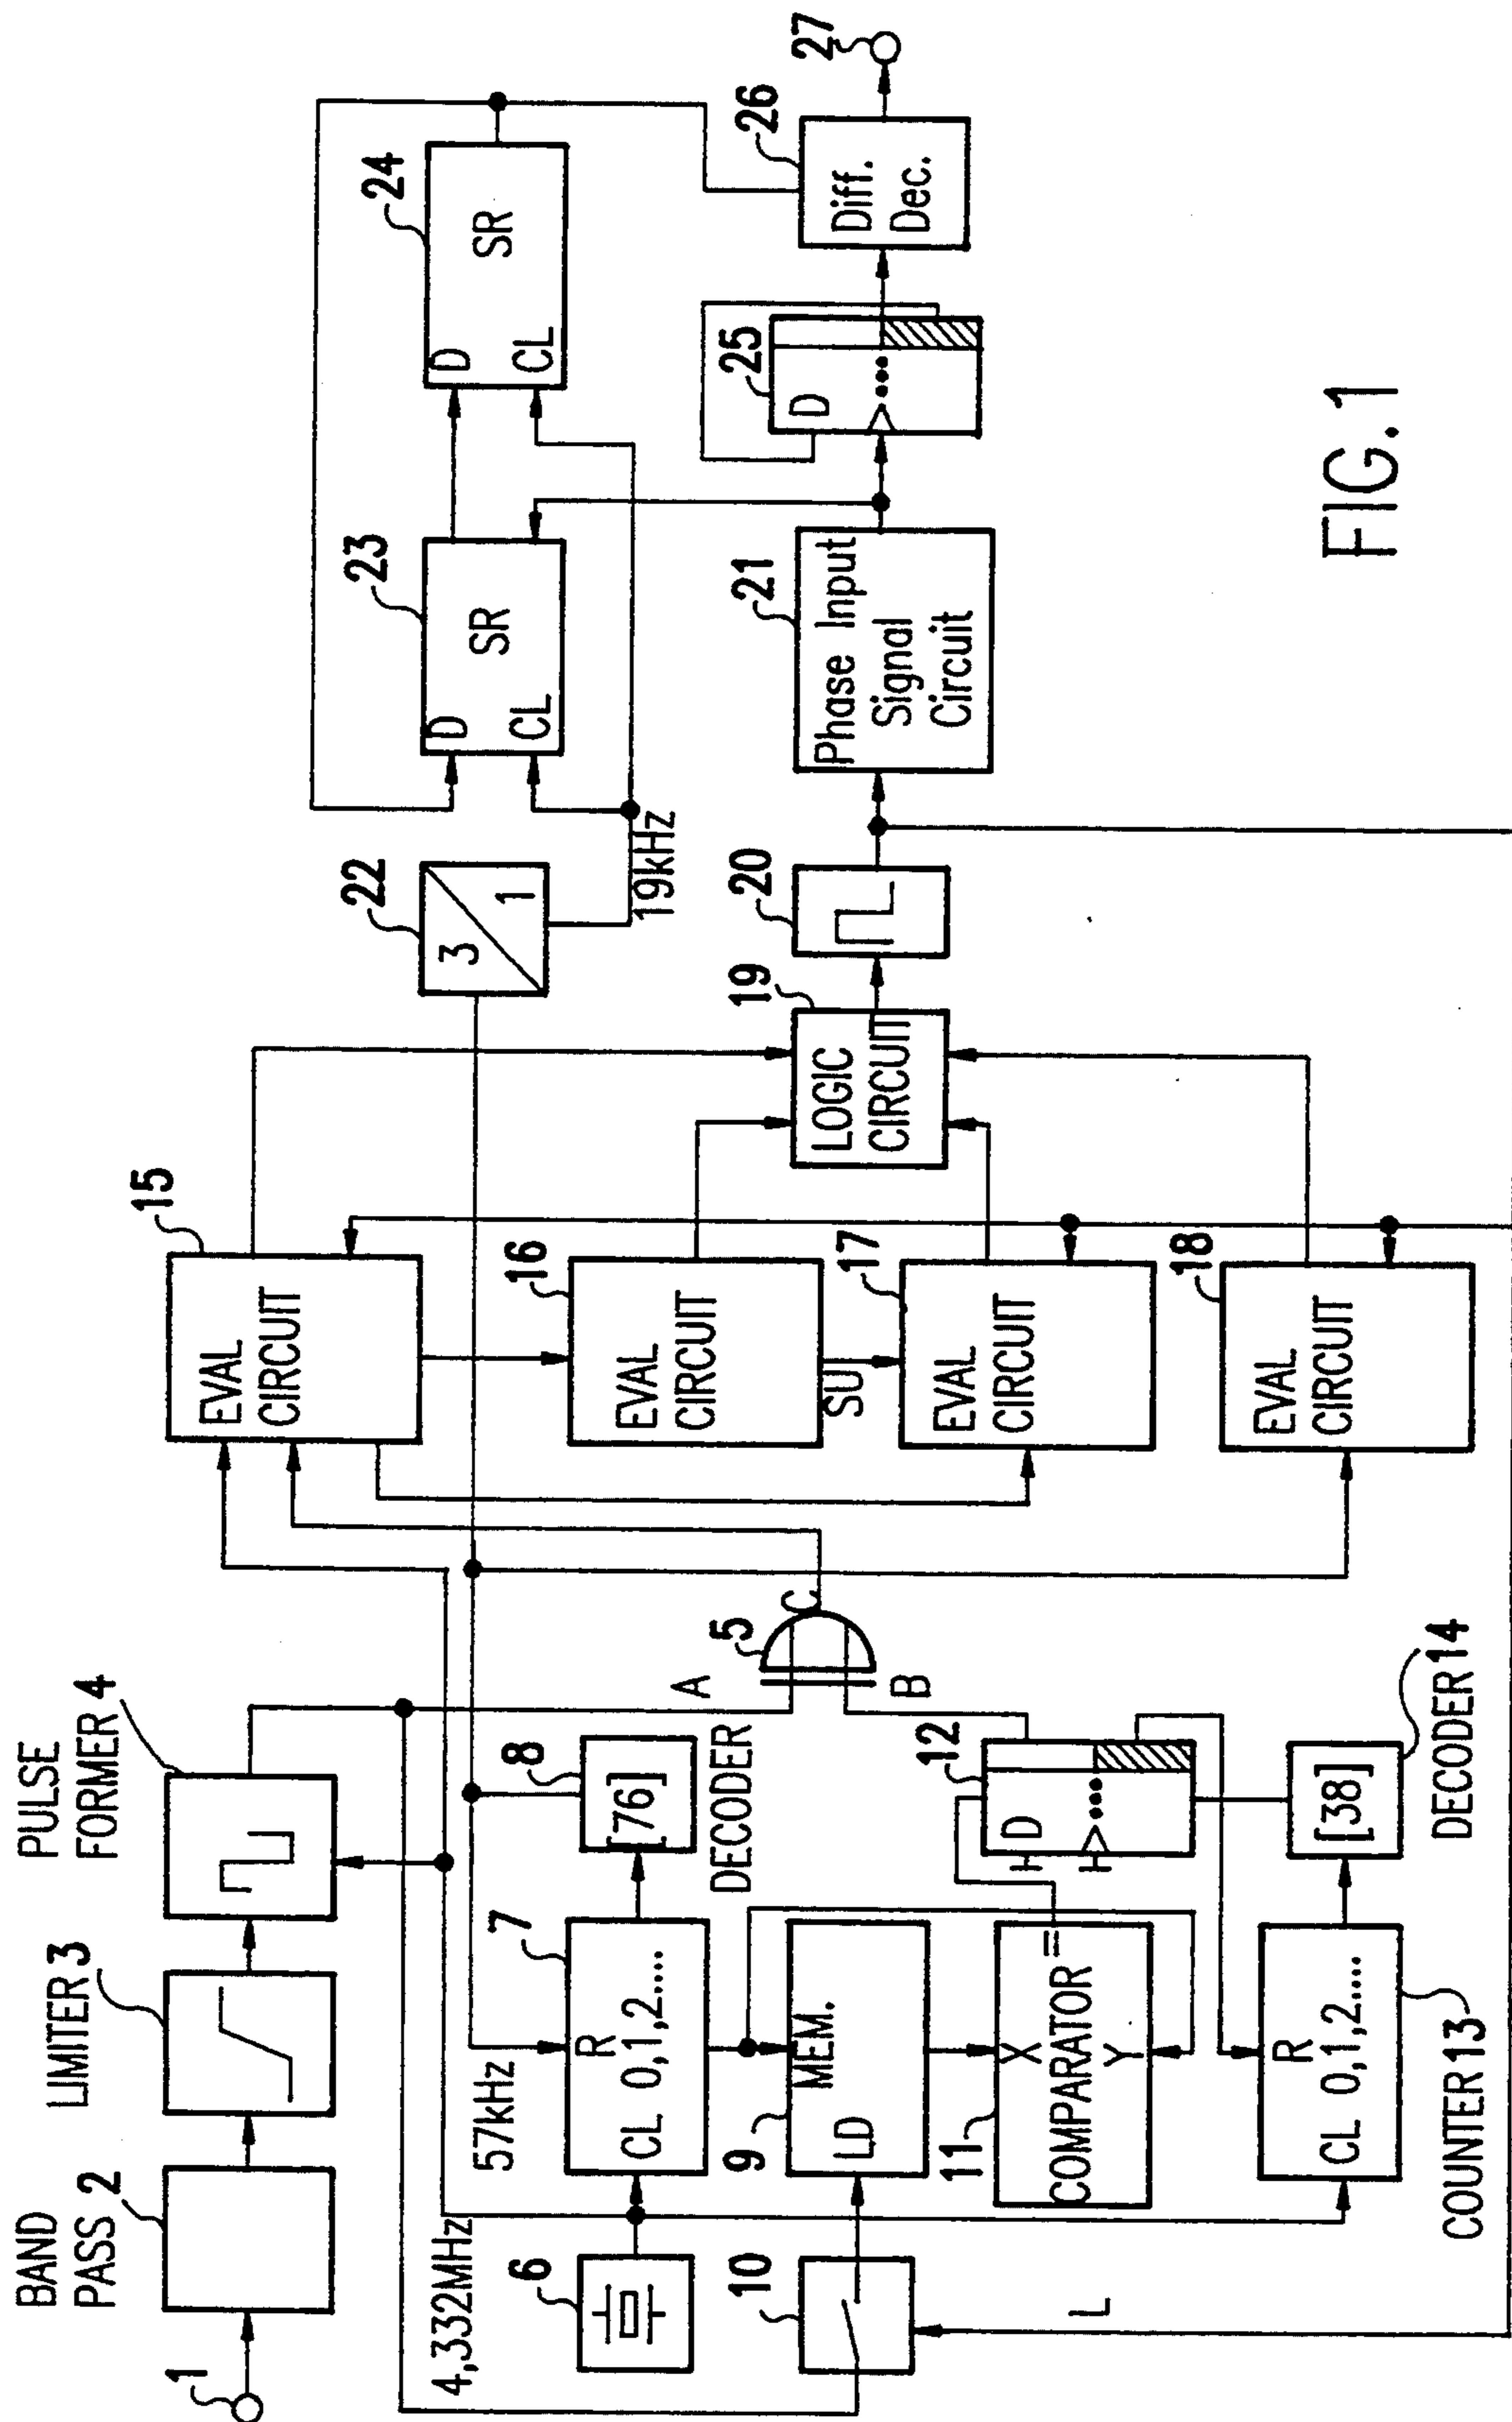 1
BAND
PASS 2
LIMITER 3
PULSE
FORMER 4
4,332MHz
57kHz
6
7
R
CL 0,1,2....
8
[76]
DECODER
A
B
C
5
9
MEM.
LD
10
L
11
X
COMPARATOR =
Y
12
D
R
CL 0,1,2....
COUNTER 13
[38]
DECODER 14
15
EVAL
CIRCUIT
16
EVAL
CIRCUIT
SU
17
EVAL
CIRCUIT
18
EVAL
CIRCUIT
19
LOGIC
CIRCUIT
20
21
Phase Input
Signal
Circuit
22
3
1
19kHz
23
D
SR
CL
24
D
SR
CL
25
D
26
Diff.
Dec.
27
FIG. 1